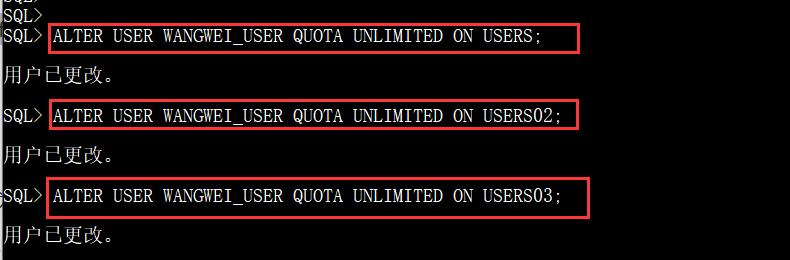 SQL>
SQL>
SQL> ALTER USER WANGWEI_USER QUOTA UNLIMITED ON USERS;
用户已更改。
SQL> ALTER USER WANGWEI_USER QUOTA UNLIMITED ON USERS02;
用户已更改。
SQL> ALTER USER WANGWEI_USER QUOTA UNLIMITED ON USERS03;
用户已更改。